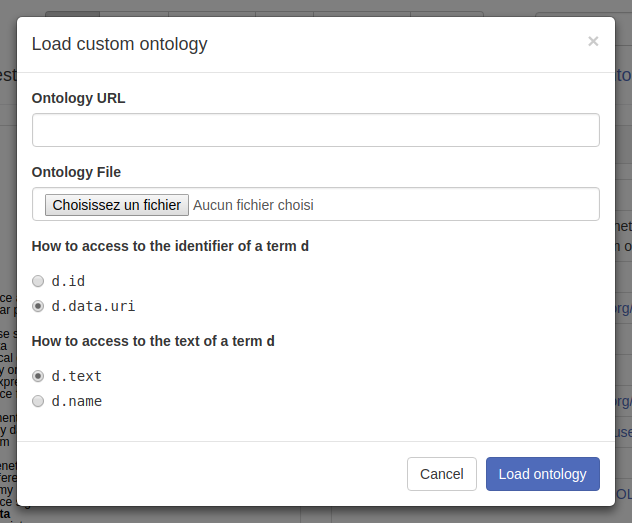 Load custom ontology
×
Ontology URL
Ontology File
Choisissez un fichier Aucun fichier choisi
How to access to the identifier of a term d
d.id
d.data.uri
How to access to the text of a term d
d.text
d.name
Cancel Load ontology